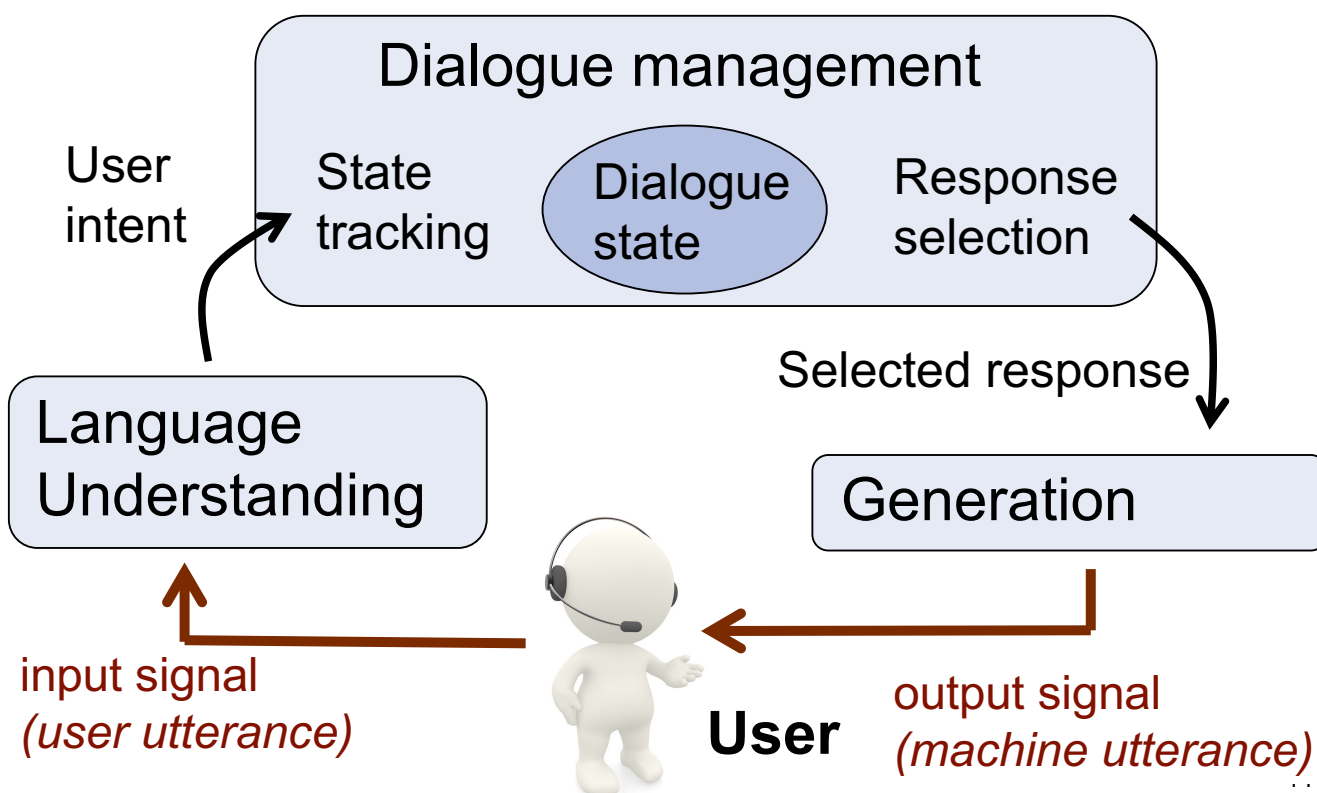 Dialogue management
User
intent
State
tracking
Dialogue
state
Response
selection
Selected response
Language
Understanding
Generation
input signal
(user utterance)
User
output signal
(machine utterance)